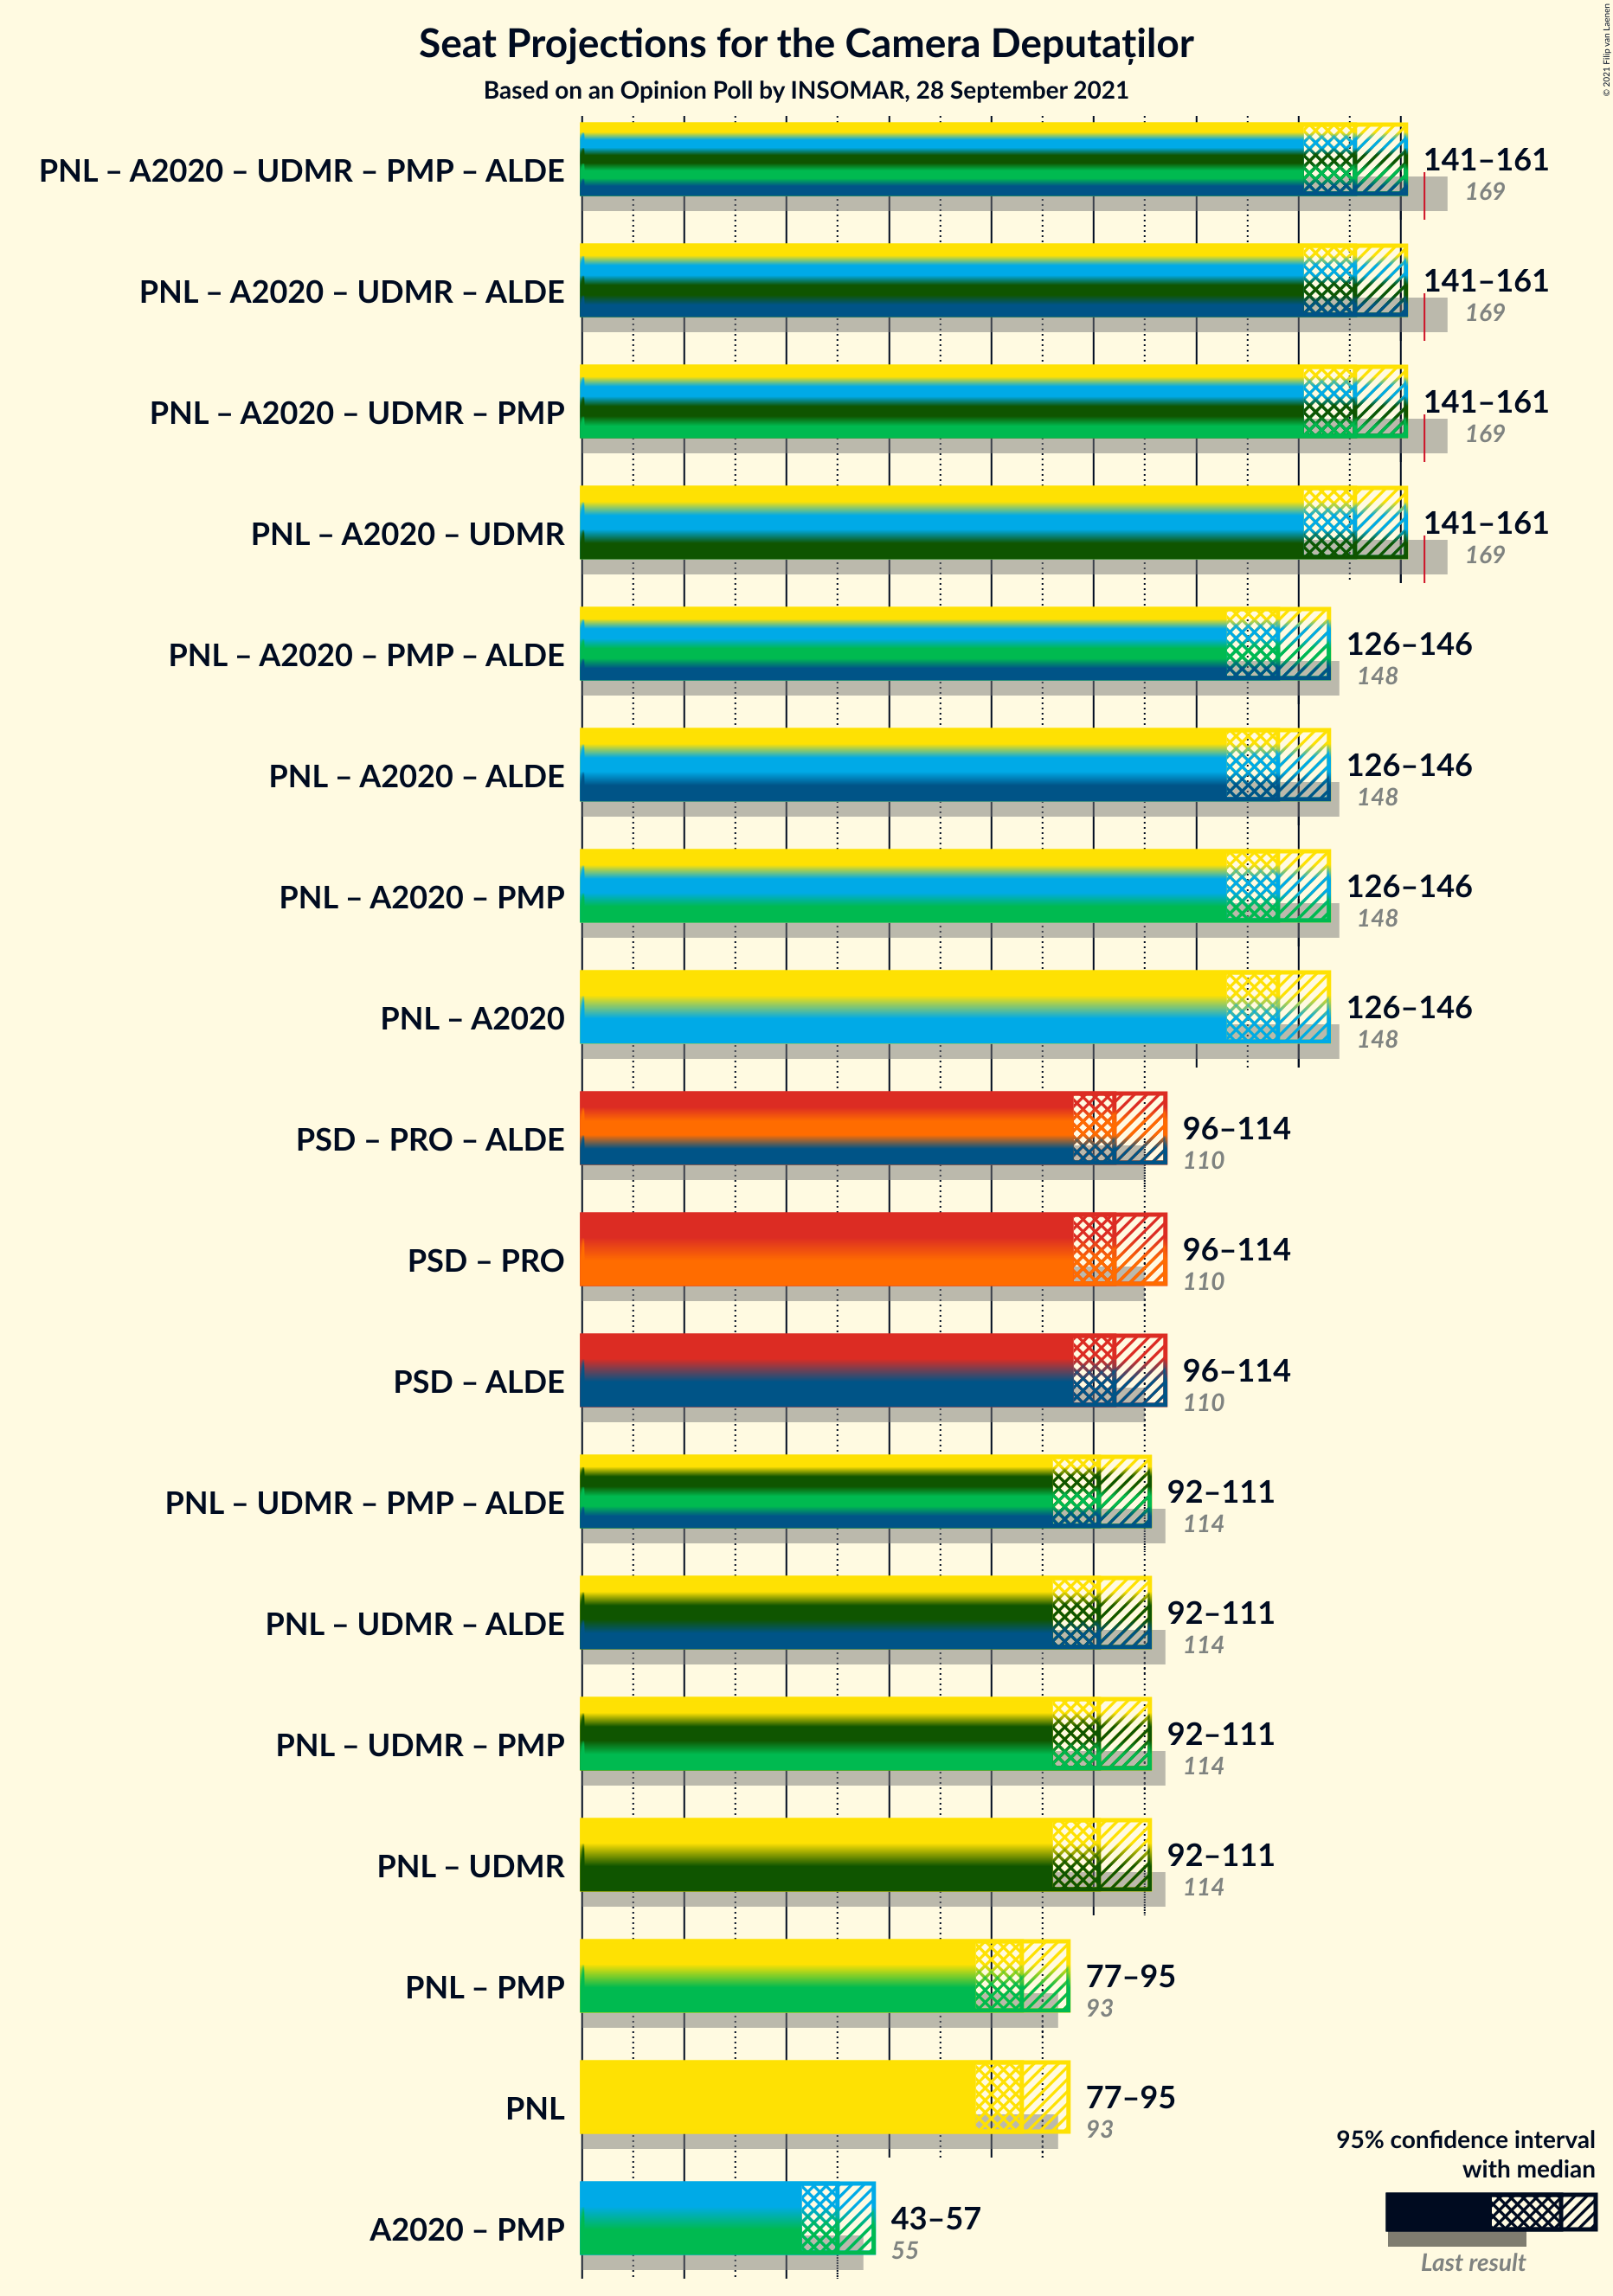 Seat Projections for the Camera Deputaților
Based on an Opinion Poll by INSOMAR, 28 September 2021
© 2021 Filip van Laenen
PNL – A2020 – UDMR – PMP – ALDE
141–161
169
PNL – A2020 – UDMR – ALDE
141–161
169
PNL – A2020 – UDMR – PMP
141–161
169
PNL – A2020 – UDMR
141–161
169
PNL – A2020 – PMP – ALDE
126–146
148
PNL – A2020 – ALDE
126–146
148
PNL – A2020 – PMP
126–146
148
PNL – A2020
126–146
148
PSD – PRO – ALDE
96–114
110
PSD – PRO
96–114
110
PSD – ALDE
96–114
110
PNL – UDMR – PMP – ALDE
92–111
114
PNL – UDMR – ALDE
92–111
114
PNL – UDMR – PMP
92–111
114
PNL – UDMR
92–111
114
PNL – PMP
77–95
93
PNL
77–95
93
A2020 – PMP
43–57
55
95% confidence interval
with median
Last result